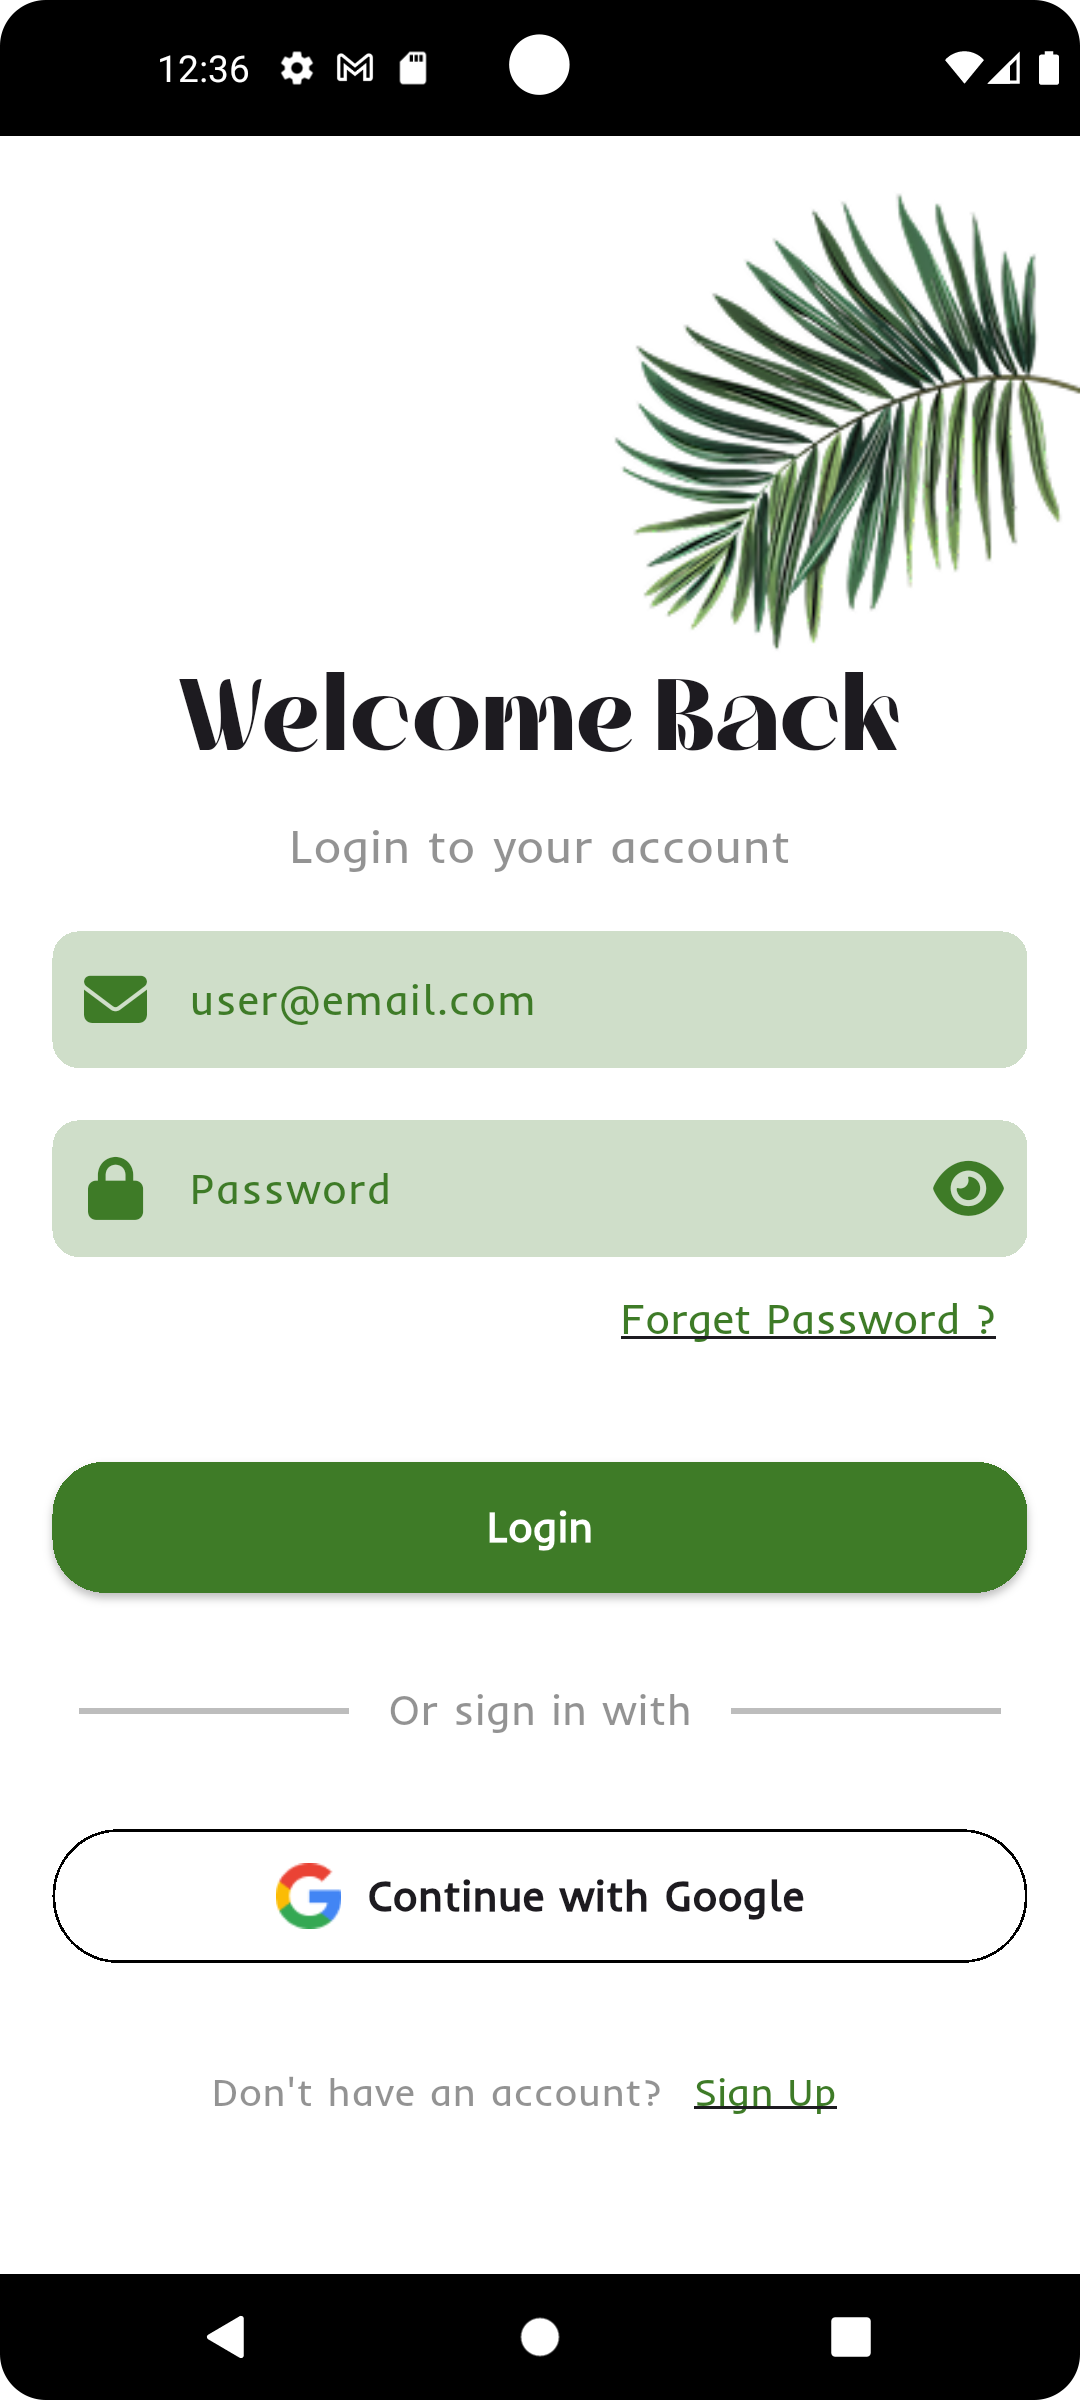 12:36
Welcome Back
Login to your account
user@email.com
Password
Forget Password ?
Login
Or sign in with
Continue with Google
Don't have an account? Sign Up